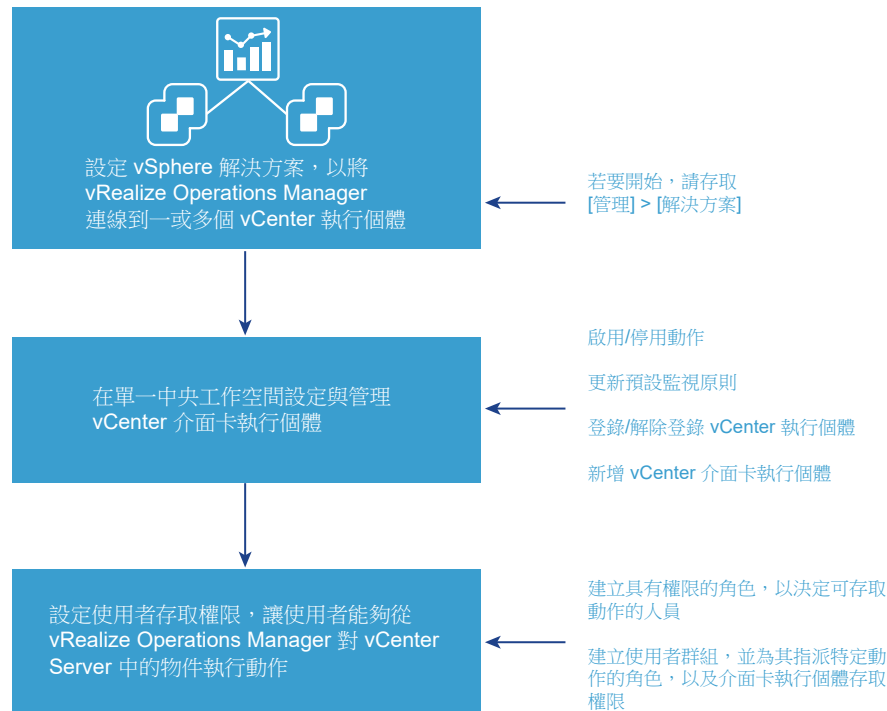 設定 vSphere 解決方案，以將
vRealize Operations Manager
連線到一或多個 vCenter 執行個體
若要開始，請存取
[管理] > [解決方案]
在單一中央工作空間設定與管理
vCenter 介面卡執行個體
啟用/停用動作
更新預設監視原則
登錄/解除登錄 vCenter 執行個體
新增 vCenter 介面卡執行個體
設定使用者存取權限，讓使用者能夠從
vRealize Operations Manager 對 vCenter
Server 中的物件執行動作
建立具有權限的角色，以決定可存取
動作的人員
建立使用者群組，並為其指派特定動
作的角色，以及介面卡執行個體存取
權限